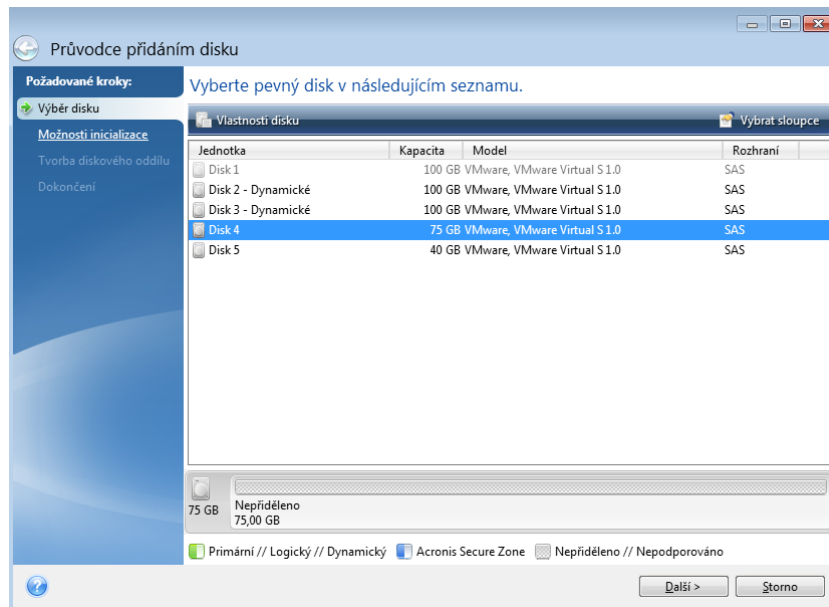 Průvodce přidáním disku
Požadované kroky:
Výběr disku
Možnosti inicializace
Tvorba diskového oddílu
Dokončení
Vyberte pevný disk v následujícím seznamu.
Vlastnosti disku Vybrat sloupce
Jednotka Kapacita Model Rozhraní
Disk 1 100 GB VMware, VMware Virtual S 1.0 SAS
Disk 2 - Dynamické 100 GB VMware, VMware Virtual S 1.0 SAS
Disk 3 - Dynamické 100 GB VMware, VMware Virtual S 1.0 SAS
Disk 4 75 GB VMware, VMware Virtual S 1.0 SAS
Disk 5 40 GB VMware, VMware Virtual S 1.0 SAS
75 GB Nepřiděleno
75,00 GB
Primární // Logický // Dynamický Acronis Secure Zone Nepřiděleno // Nepodporováno
Další > Storno